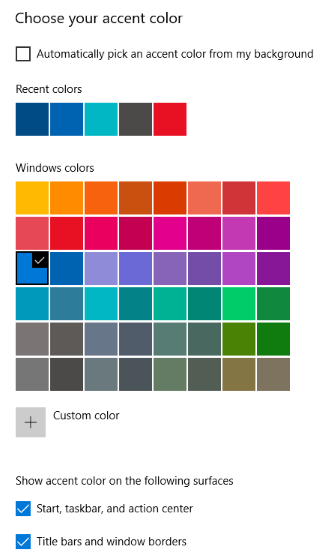 Choose your accent color
Automatically pick an accent color from my background
Recent colors
Windows colors
Custom color
Show accent color on the following surfaces
Start, taskbar, and action center
Title bars and window borders